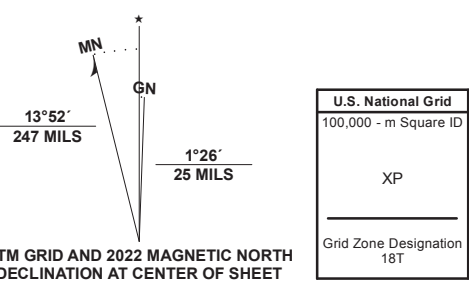 MN
GN
13°52´
247 MILS
1°26´
25 MILS
TM GRID AND 2022 MAGNETIC NORTH
DECLINATION AT CENTER OF SHEET
U.S. National Grid
100,000 - m Square ID
XP
Grid Zone Designation
18T